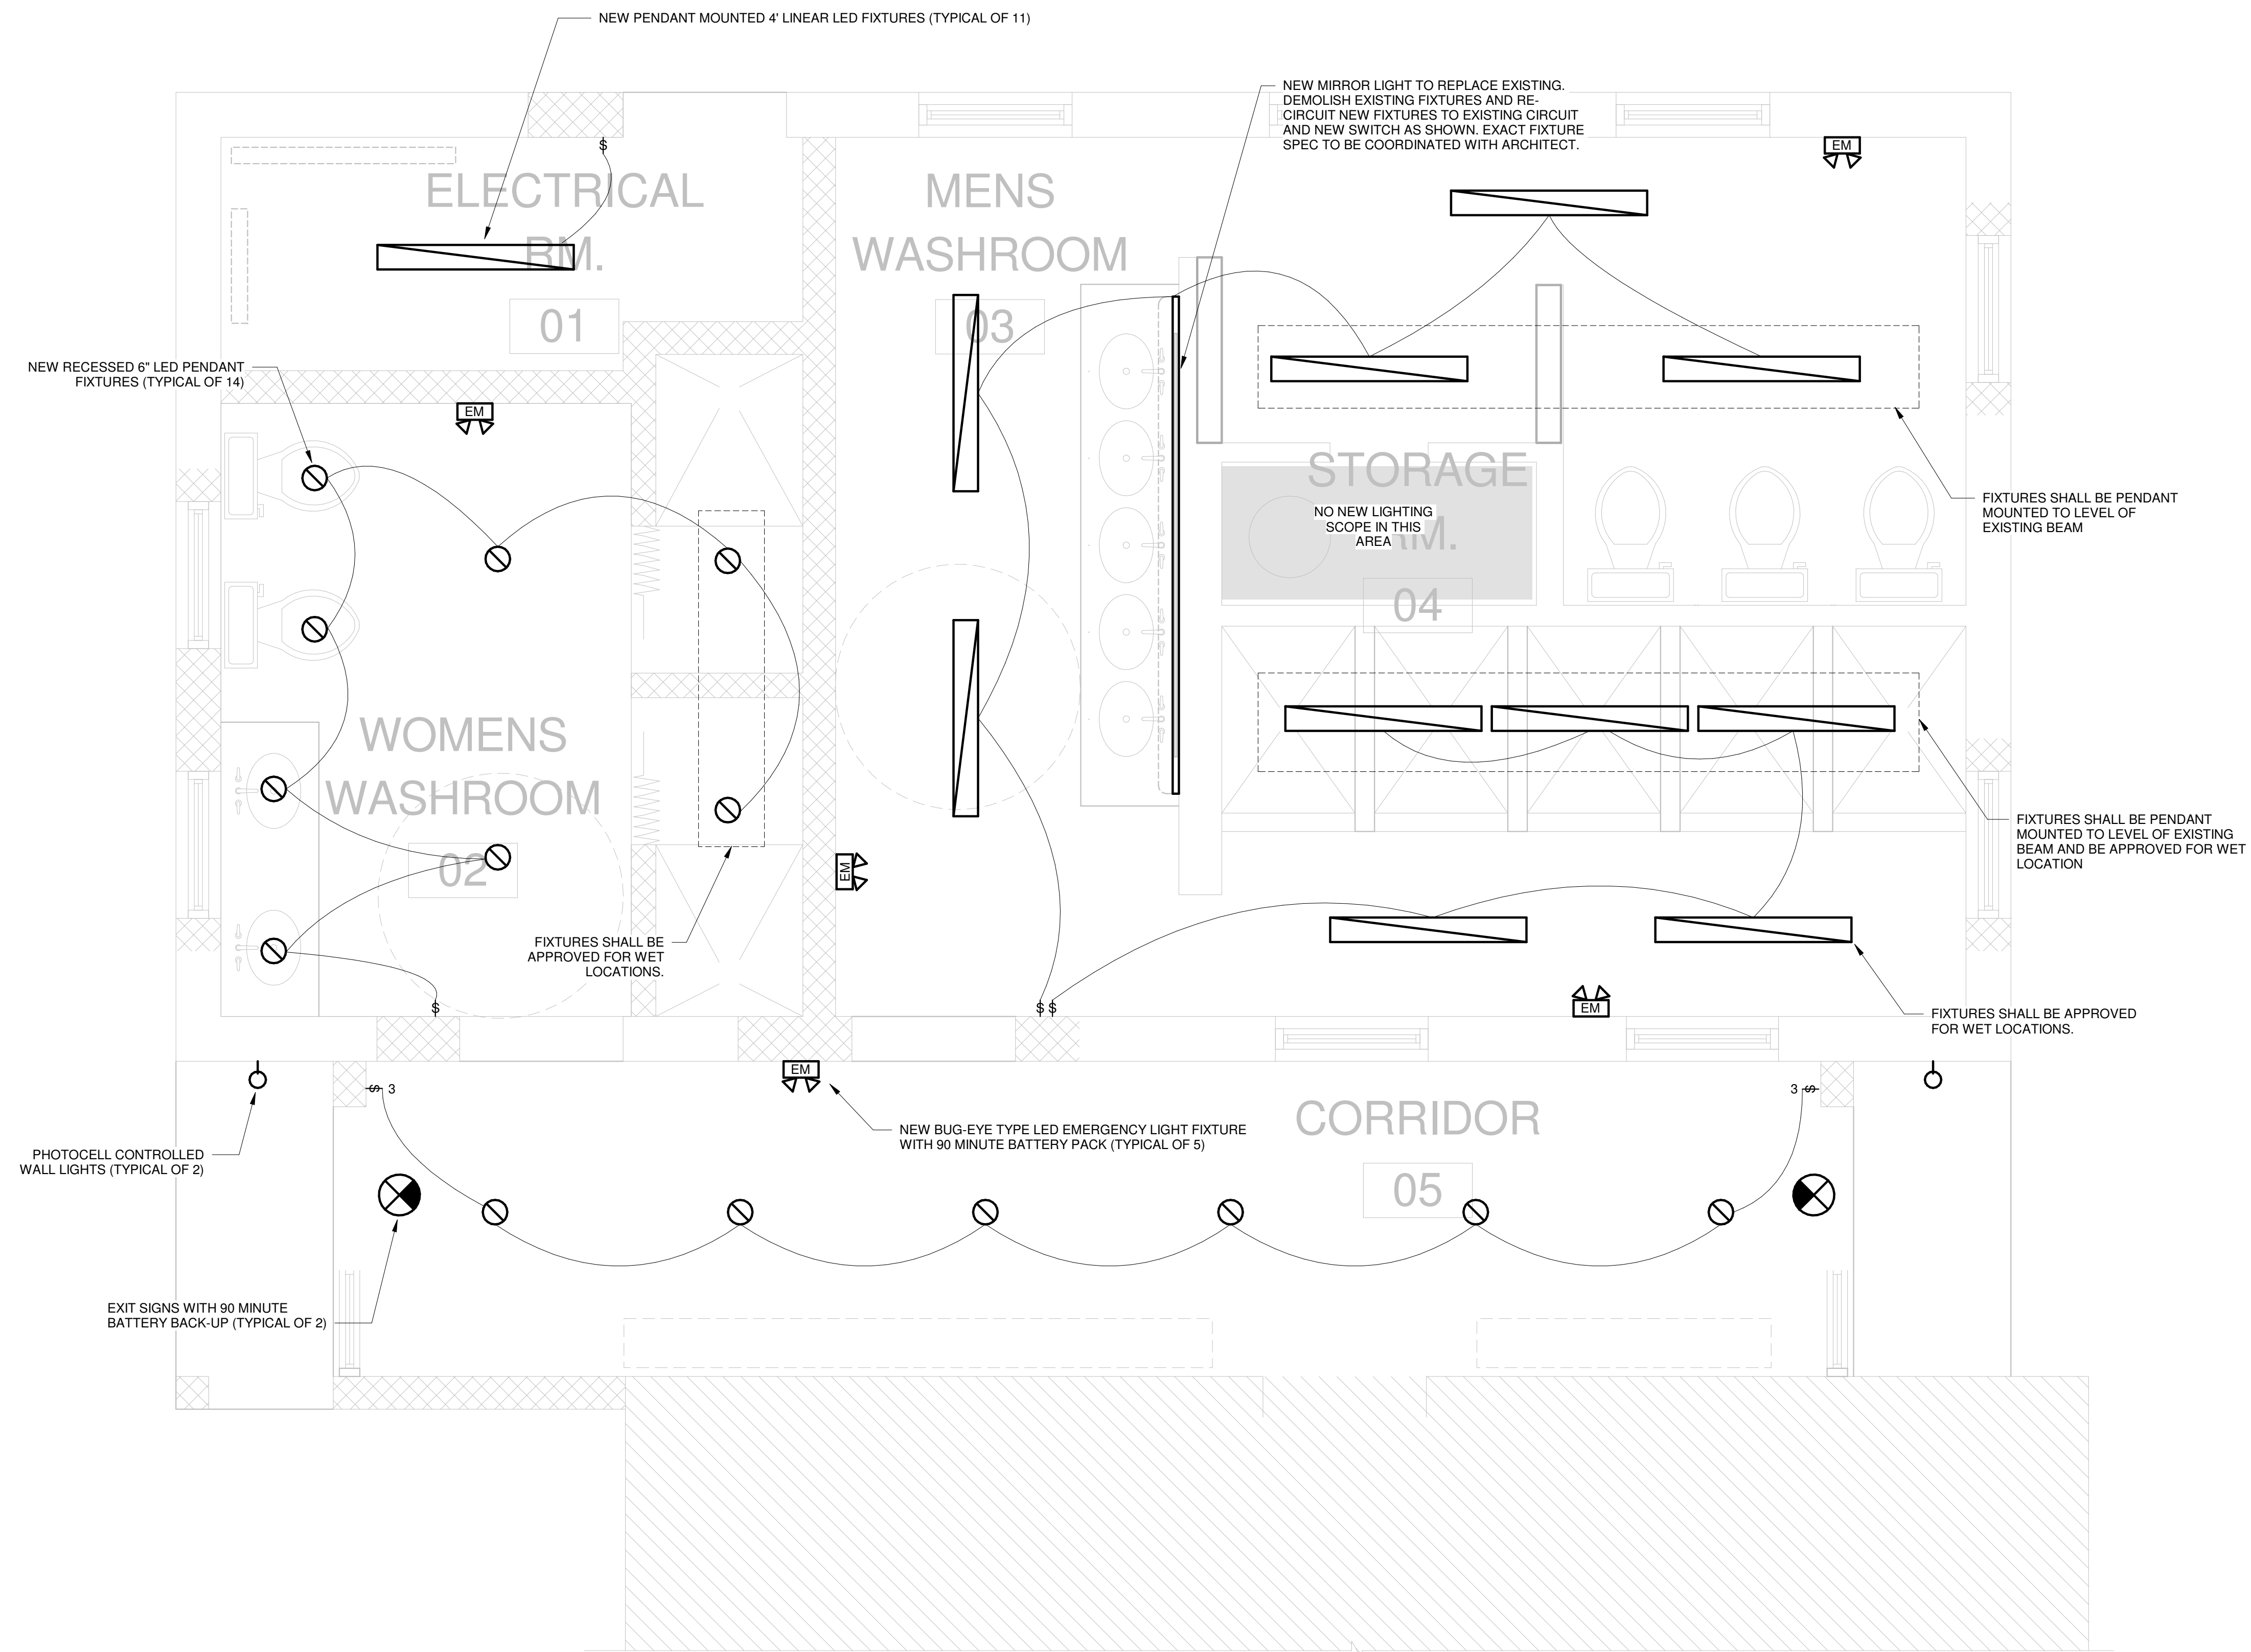 NEW PENDANT MOUNTED 4' LINEAR LED FIXTURES (TYPICAL OF 11)
NEW MIRROR LIGHT TO REPLACE EXISTING.
DEMOLISH EXISTING FIXTURES AND RE-
CIRCUIT NEW FIXTURES TO EXISTING CIRCUIT
AND NEW SWITCH AS SHOWN. EXACT FIXTURE
SPEC TO BE COORDINATED WITH ARCHITECT.
$
EM
ELECTRICAL
RM.
01
MENS
WASHROOM
03
NEW RECESSED 6" LED PENDANT
FIXTURES (TYPICAL OF 14)
EM
STORAGE
RM.
04
NO NEW LIGHTING
SCOPE IN THIS
AREA
FIXTURES SHALL BE PENDANT
MOUNTED TO LEVEL OF
EXISTING BEAM
WOMENS
WASHROOM
02
FIXTURES SHALL BE PENDANT
MOUNTED TO LEVEL OF EXISTING
BEAM AND BE APPROVED FOR WET
LOCATION
EM
FIXTURES SHALL BE
APPROVED FOR WET
LOCATIONS.
$
$ $
EM
FIXTURES SHALL BE APPROVED
FOR WET LOCATIONS.
EM
$ 3
3 $
NEW BUG-EYE TYPE LED EMERGENCY LIGHT FIXTURE
WITH 90 MINUTE BATTERY PACK (TYPICAL OF 5)
CORRIDOR
05
PHOTOCELL CONTROLLED
WALL LIGHTS (TYPICAL OF 2)
EXIT SIGNS WITH 90 MINUTE
BATTERY BACK-UP (TYPICAL OF 2)